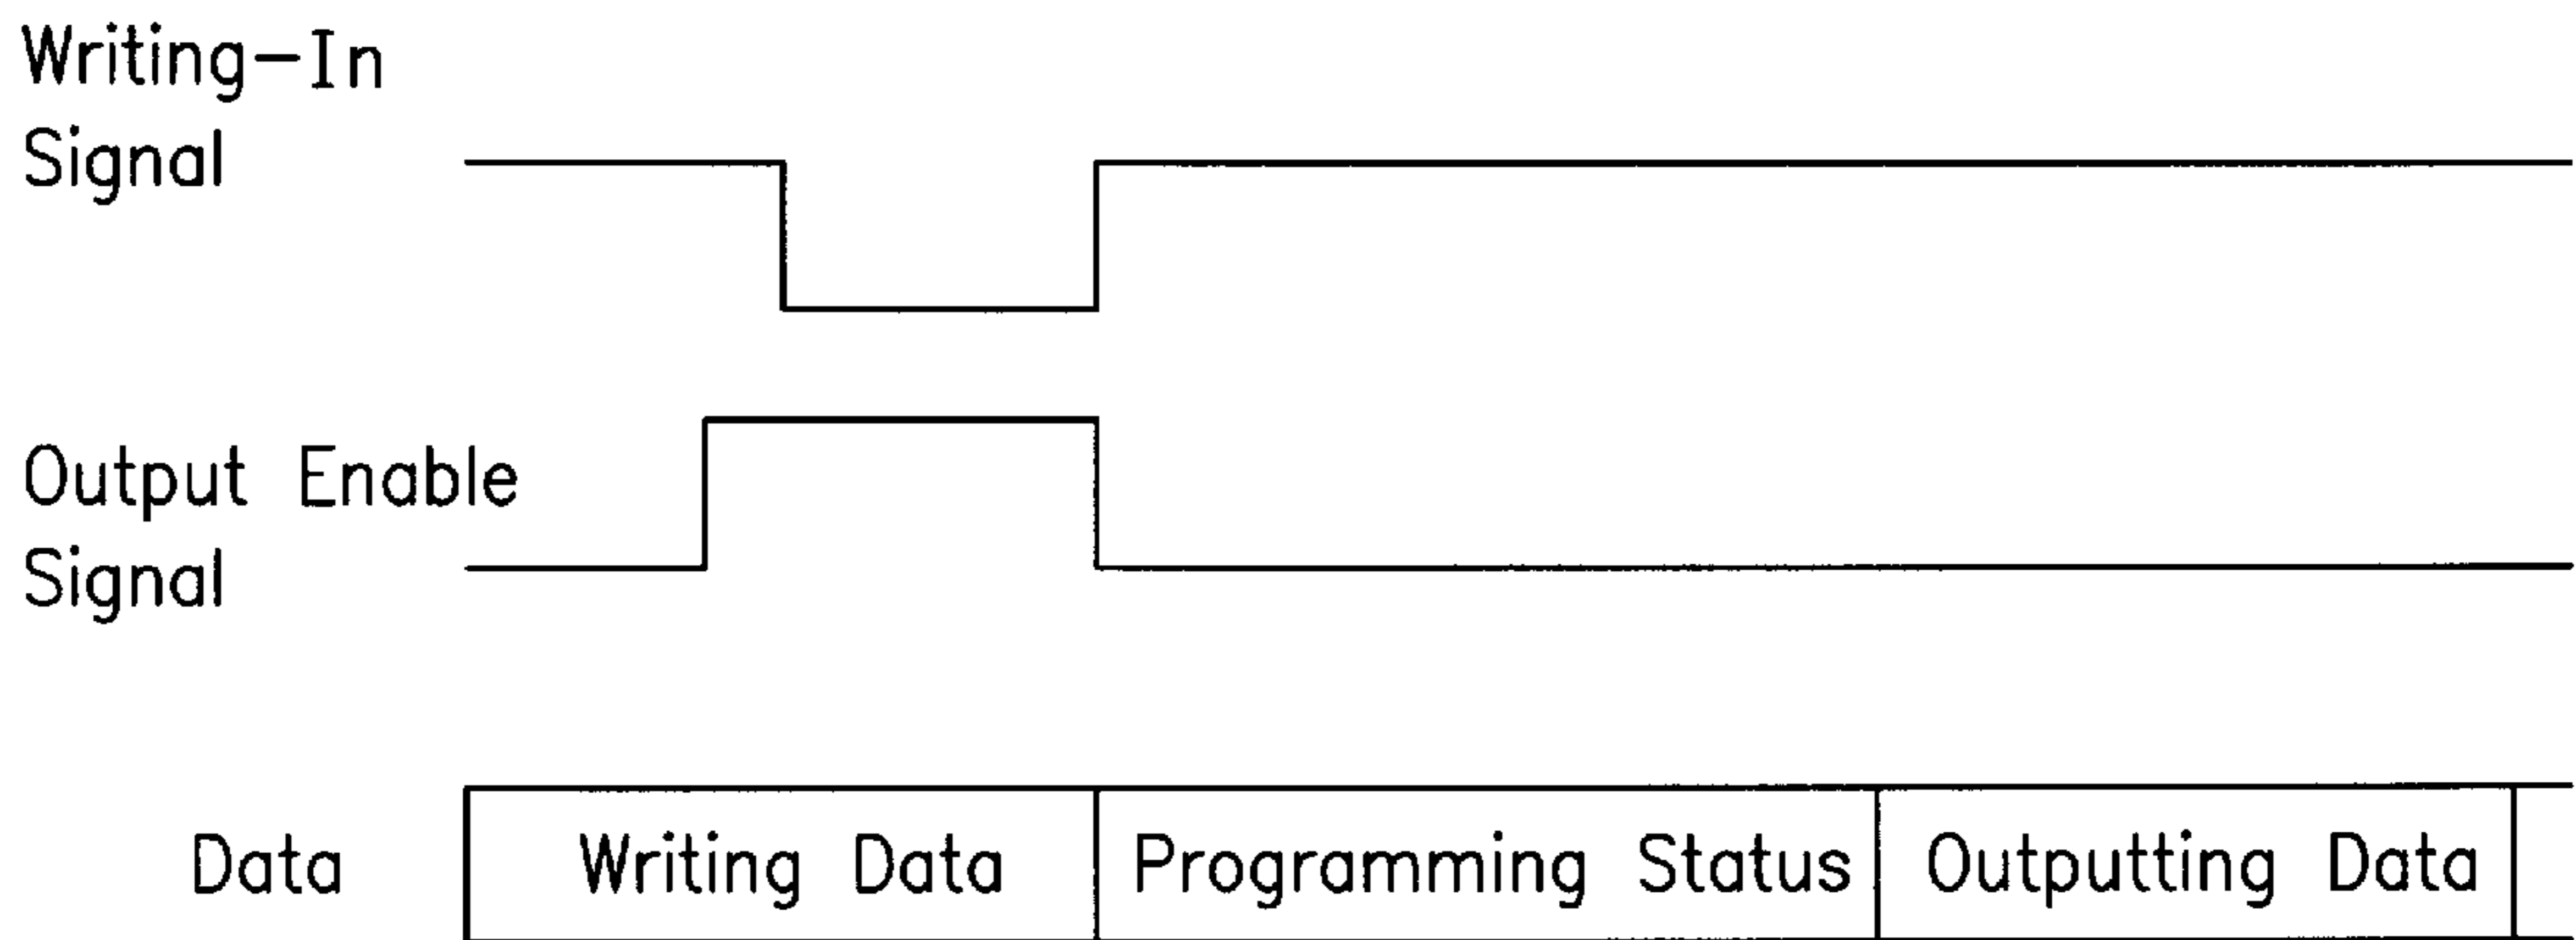 Writing-In
Signal
Output Enable
Signal
Data Writing Data Programming Status Outputting Data